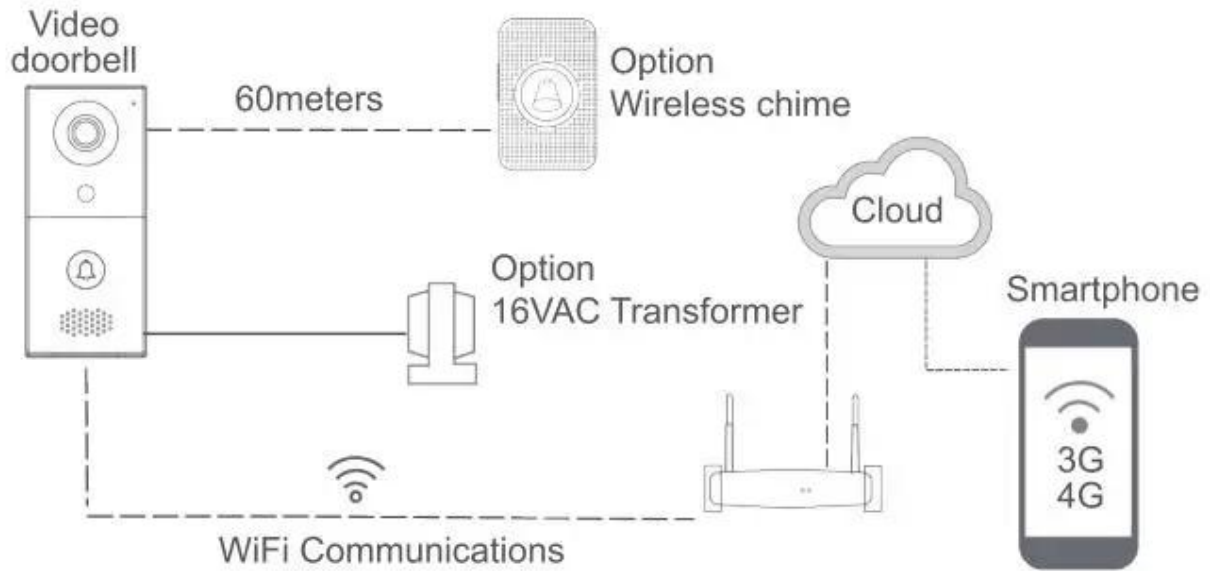 Video
doorbell
60meters
Option
Wireless chime
Cloud
Option
16VAC Transformer
Smartphone
3G
4G
WiFi Communications